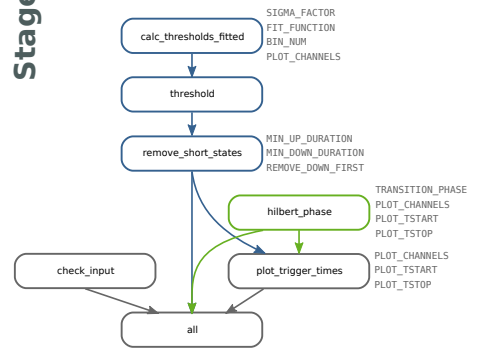 Stage
calc_thresholds_fitted
SIGMA_FACTOR
FIT_FUNCTION
BIN_NUM
PLOT_CHANNELS
threshold
remove_short_states
MIN_UP_DURATION
MIN_DOWN_DURATION
REMOVE_DOWN_FIRST
hilbert_phase
TRANSITION_PHASE
PLOT_CHANNELS
PLOT_TSTART
PLOT_TSTOP
check_input
plot_trigger_times
PLOT_CHANNELS
PLOT_TSTART
PLOT_TSTOP
all